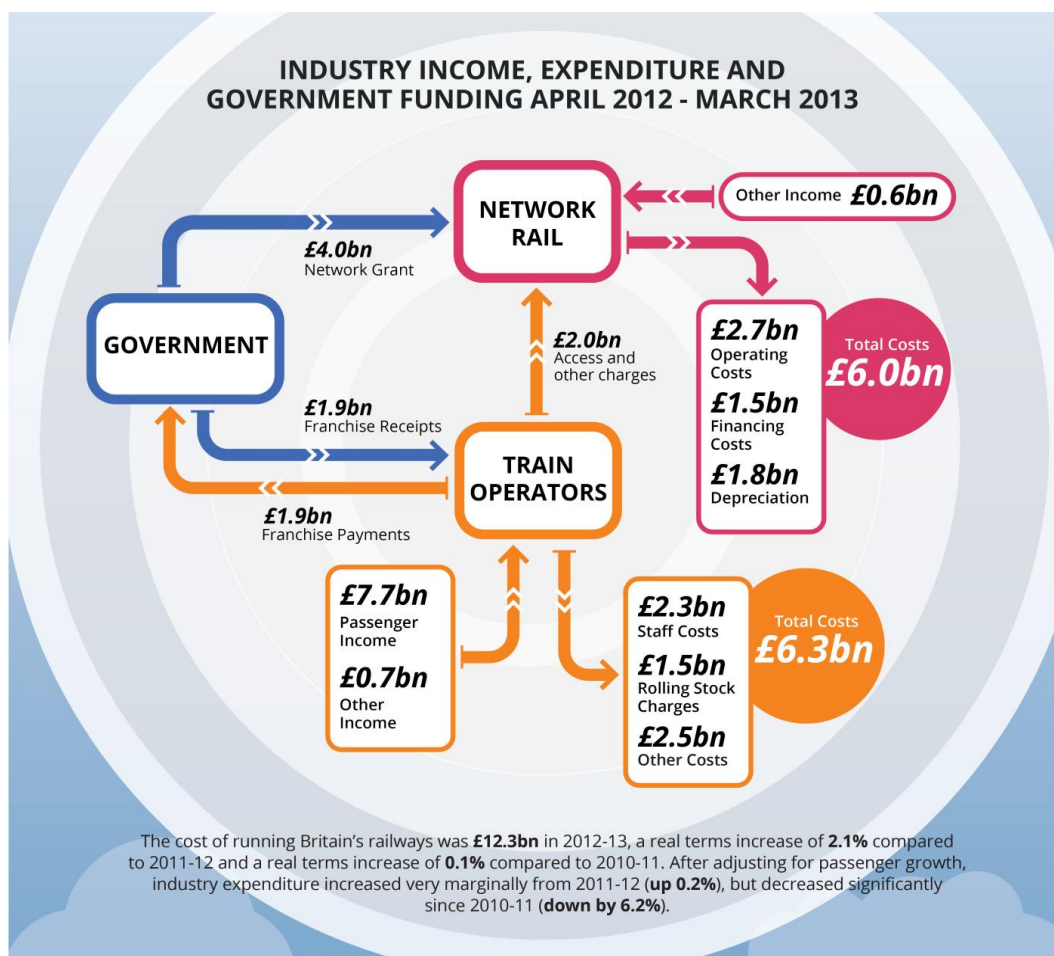 INDUSTRY INCOME, EXPENDITURE AND
GOVERNMENT FUNDING APRIL 2012 - MARCH 2013
NETWORK
RAIL
Other Income £0.6bn
£4.0bn
Network Grant
GOVERNMENT
£2.0bn
Access and
other charges
£2.7bn
Operating
Costs
£1.5bn
Financing
Costs
£1.8bn
Depreciation
Total Costs
£6.0bn
£1.9bn
Franchise Receipts
TRAIN
OPERATORS
£1.9bn
Franchise Payments
£7.7bn
Passenger
Income
£0.7bn
Other
Income
£2.3bn
Staff Costs
£1.5bn
Rolling Stock
Charges
£2.5bn
Other Costs
Total Costs
£6.3bn
The cost of running Britain’s railways was £12.3bn in 2012-13, a real terms increase of 2.1% compared
to 2011-12 and a real terms increase of 0.1% compared to 2010-11. After adjusting for passenger growth,
industry expenditure increased very marginally from 2011-12 (up 0.2%), but decreased significantly
since 2010-11 (down by 6.2%).